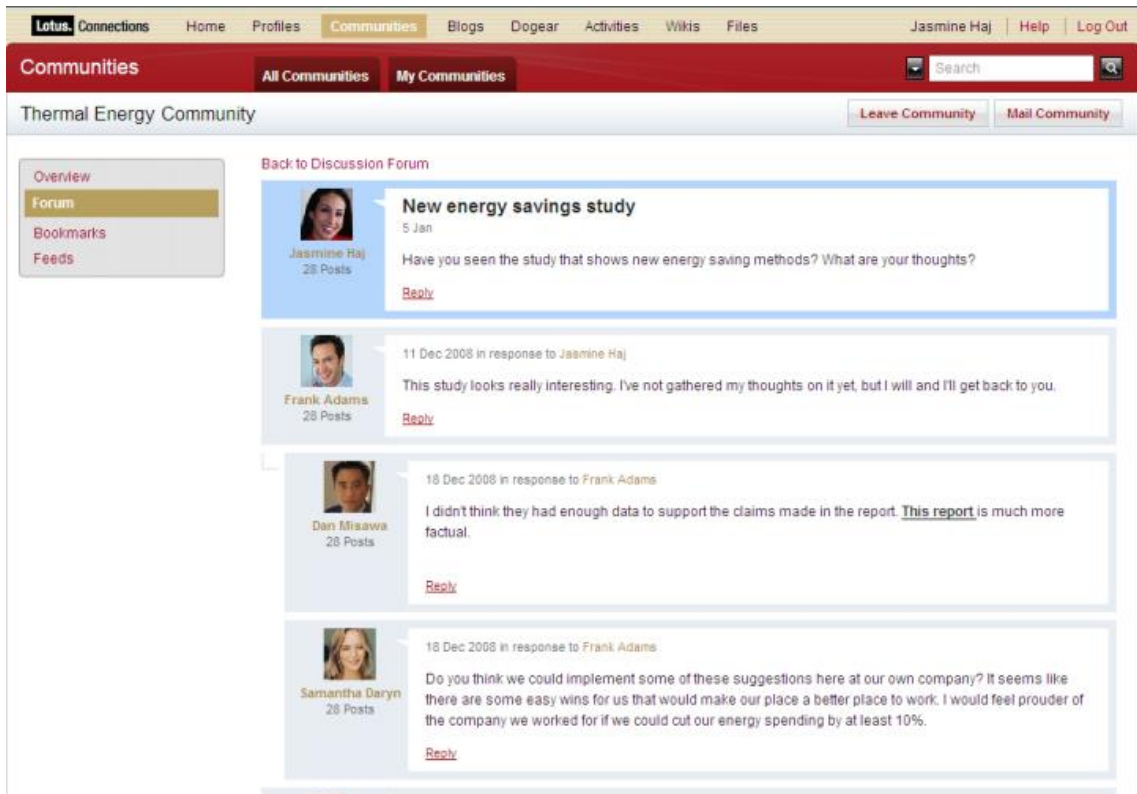 Lotus. Connections Home Profiles Communities Blogs Dogear Activities Wikis Files Jasmine Haj Help Log Out
Communities All Communities My Communities Search
Thermal Energy Community Leave Community Mail Community
Overview
Forum
Bookmarks
Feeds
Back to Discussion Forum
Jasmine Haj
28 Posts
New energy savings study
5 Jan
Have you seen the study that shows new energy saving methods? What are your thoughts?
Reply
Frank Adams
28 Posts
11 Dec 2008 in response to Jasmine Haj
This study looks really interesting. I've not gathered my thoughts on it yet, but I will and I'll get back to you.
Reply
Dan Misawa
28 Posts
18 Dec 2008 in response to Frank Adams
I didn't think they had enough data to support the claims made in the report. This report is much more
factual.
Reply
Samantha Daryn
28 Posts
18 Dec 2008 in response to Frank Adams
Do you think we could implement some of these suggestions here at our own company? It seems like
there are some easy wins for us that would make our place a better place to work. I would feel prouder of
the company we worked for if we could cut our energy spending by at least 10%.
Reply